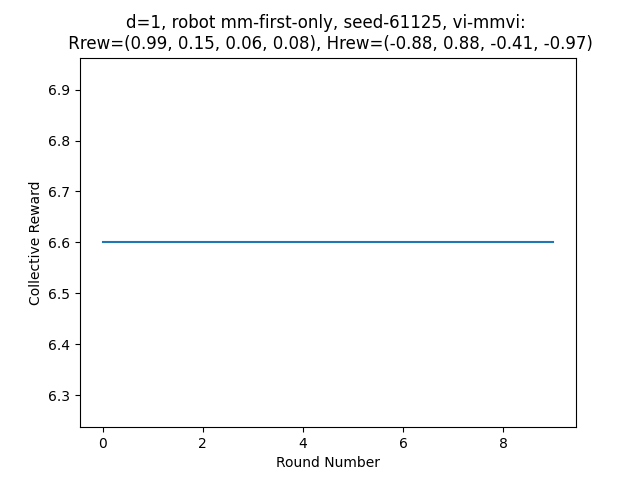 d=1, robot mm-first-only, seed-61125, vi-mmvi:
Rrew=(0.99, 0.15, 0.06, 0.08), Hrew=(-0.88, 0.88, -0.41, -0.97)
6.9
6.8
6.7
6.6
6.5
6.4
6.3
Collective Reward
0 2 4 6 8
Round Number